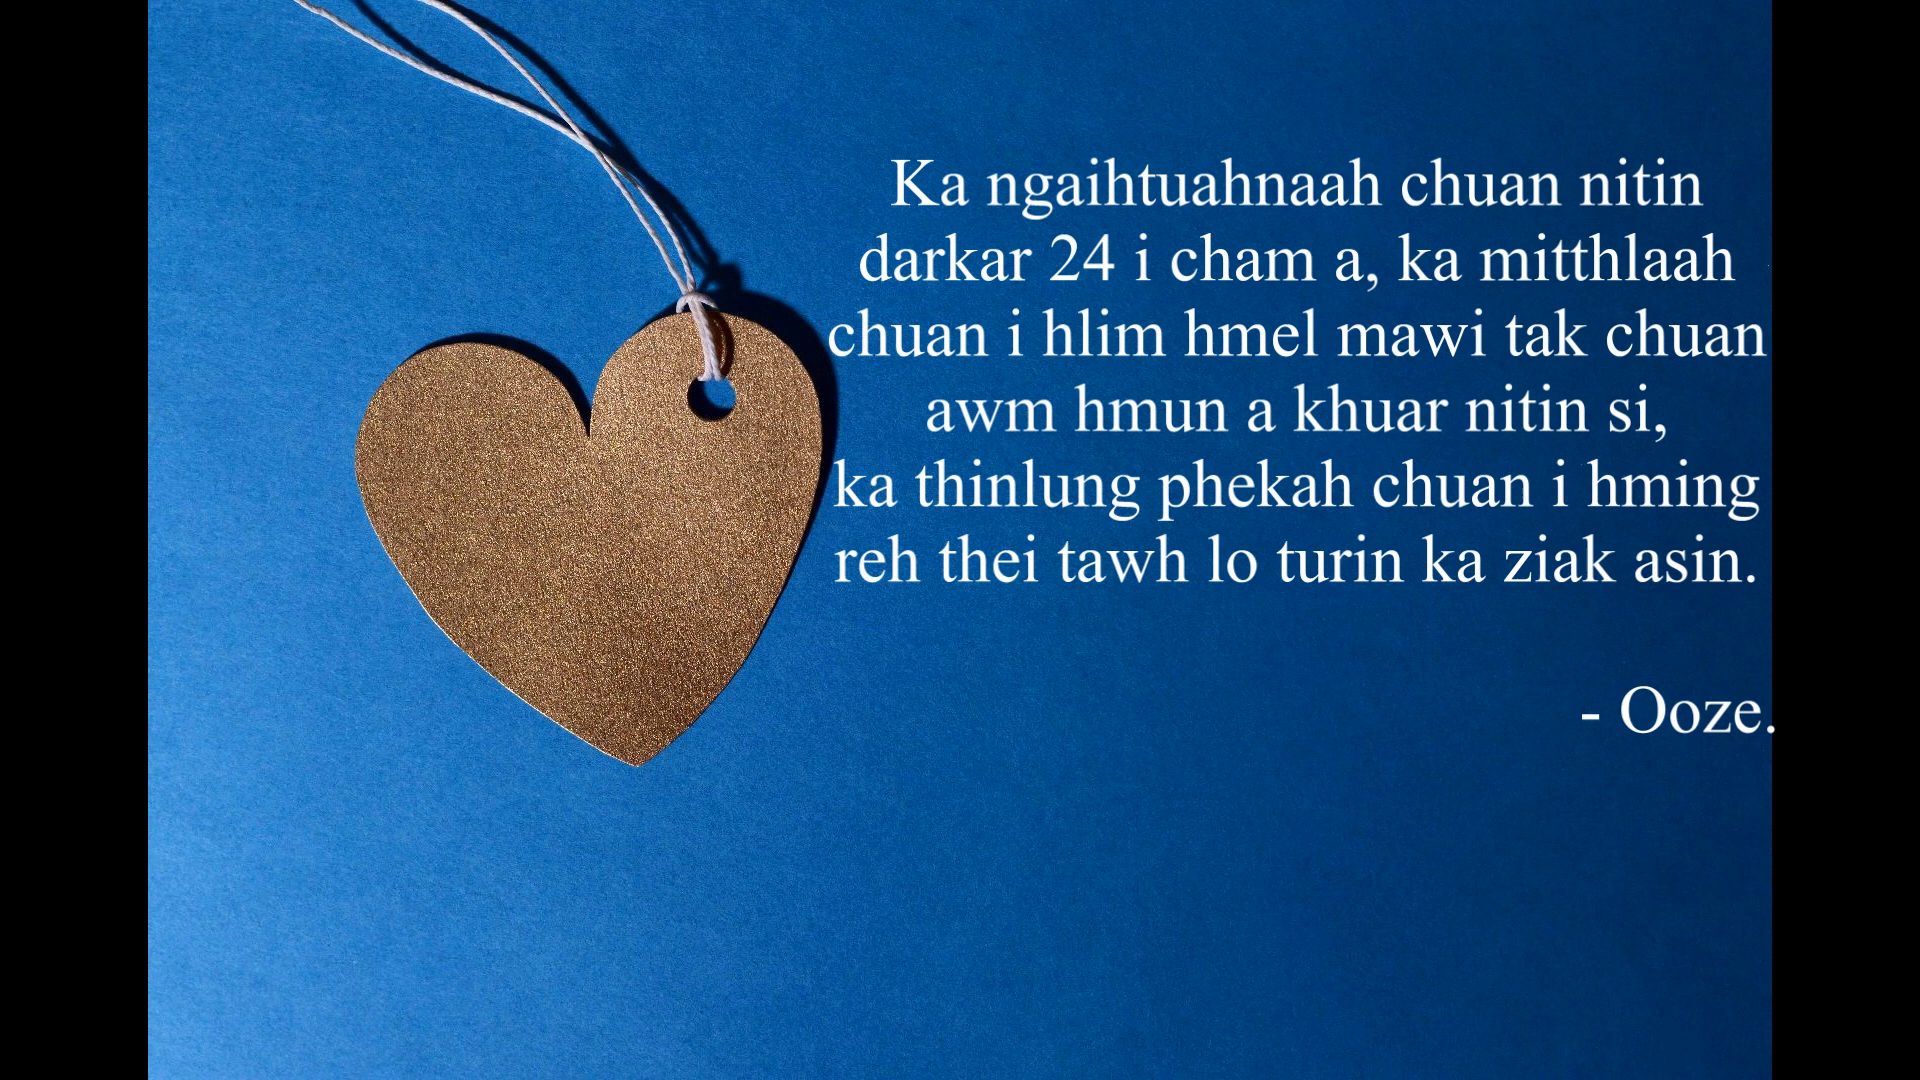 Ka ngaihtuahnaah chuan nitin
darkar 24 i cham a, ka mitthlaah
chuan i hlim hmel mawi tak chuan
awm hmun a khuar nitin si,
ka thinlung phekah chuan i hming
reh thei tawh lo turin ka ziak asin.
- Ooze.